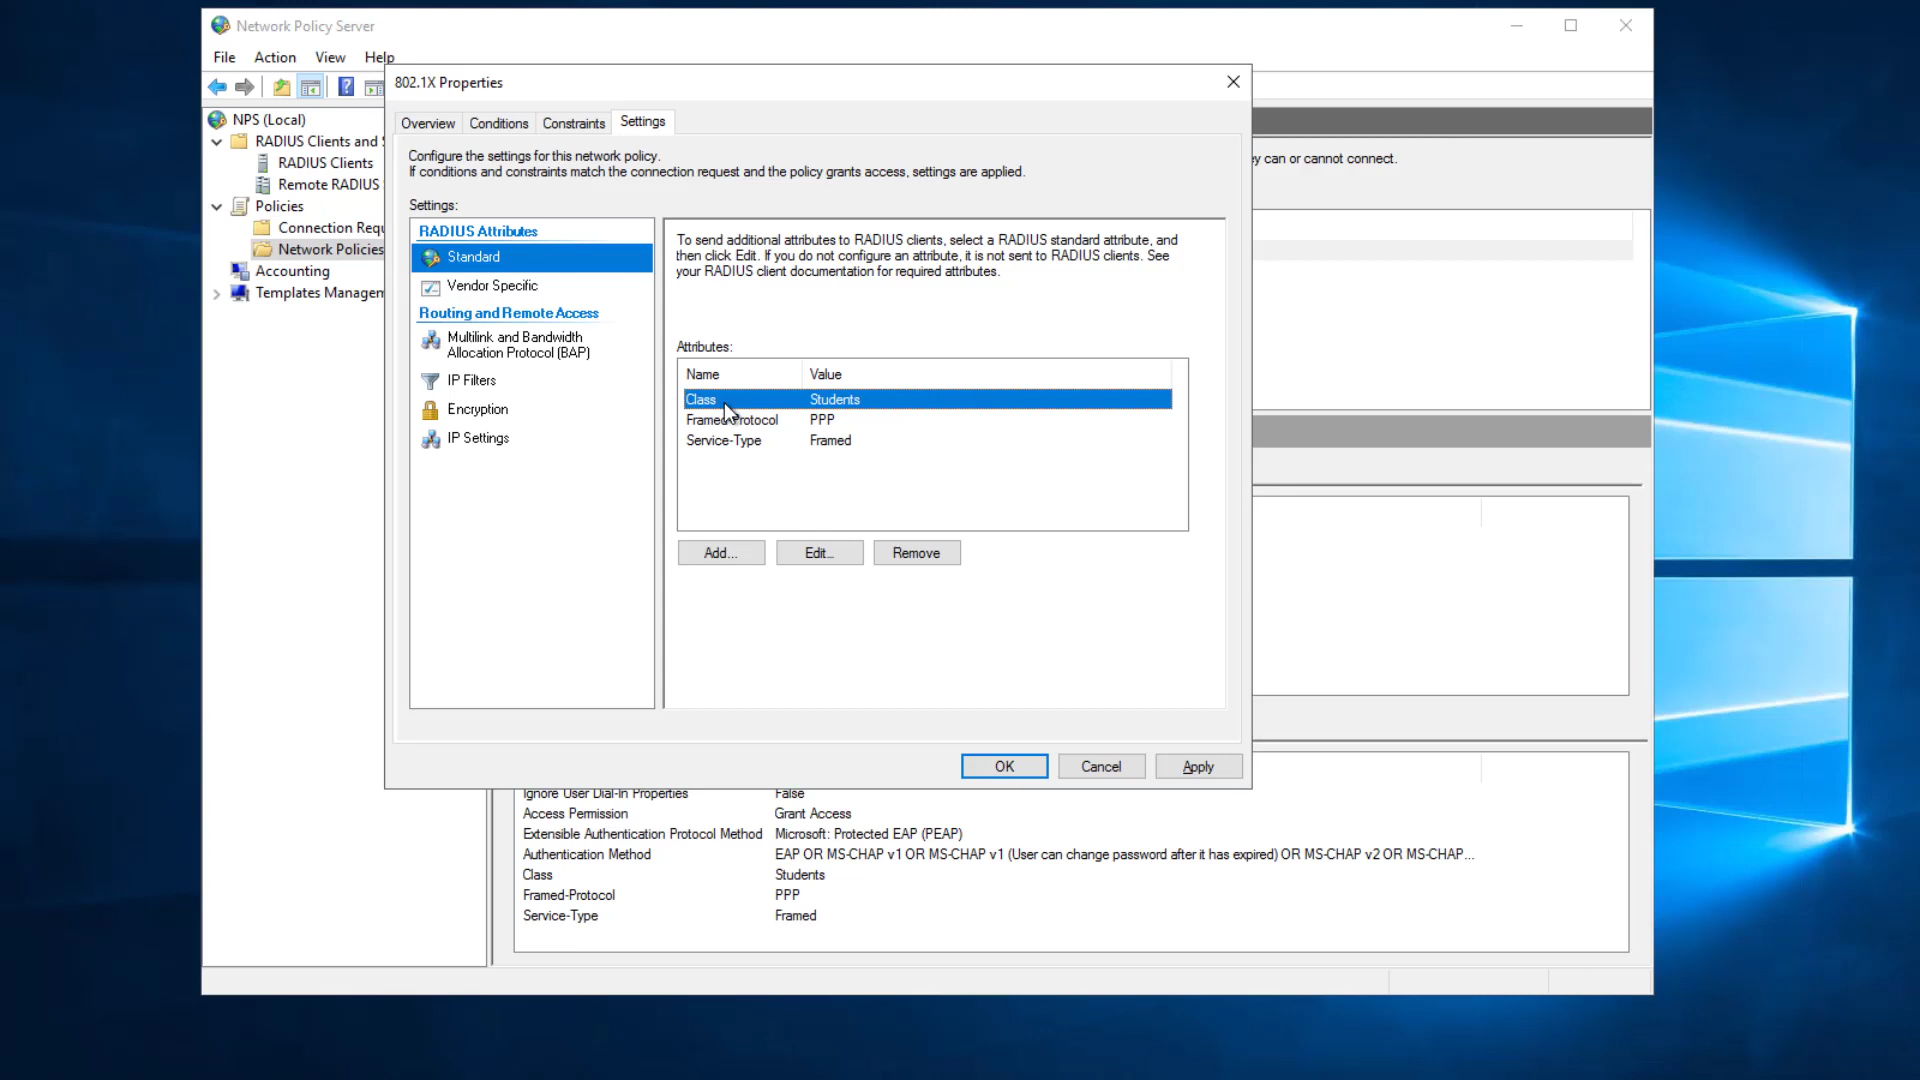 Network Policy Server
File Action View Help
802.1X Properties
NPS (Local)
RADIUS Clients and
RADIUS Clients
Remote RADIUS
Policies
Connection Requ
Network Policies
Accounting
Templates Managem
Overview Conditions Constraints Settings
Configure the settings for this network policy.
If conditions and constraints match the connection request and the policy grants access, settings are applied.
Settings:
RADIUS Attributes
Standard
Vendor Specific
Routing and Remote Access
Multilink and Bandwidth
Allocation Protocol (BAP)
IP Filters
Encryption
IP Settings
To send additional attributes to RADIUS clients, select a RADIUS standard attribute, and
then click Edit. If you do not configure an attribute, it is not sent to RADIUS clients. See
your RADIUS client documentation for required attributes.
Attributes:
Name Value
Class Students
Framed-Protocol PPP
Service-Type Framed
Add... Edit... Remove
OK Cancel Apply
ey can or cannot connect.
Ignore User Dial-In Properties False
Access Permission Grant Access
Extensible Authentication Protocol Method Microsoft: Protected EAP (PEAP)
Authentication Method EAP OR MS-CHAP v1 OR MS-CHAP v1 (User can change password after it has expired) OR MS-CHAP v2 OR MS-CHAP...
Class Students
Framed-Protocol PPP
Service-Type Framed